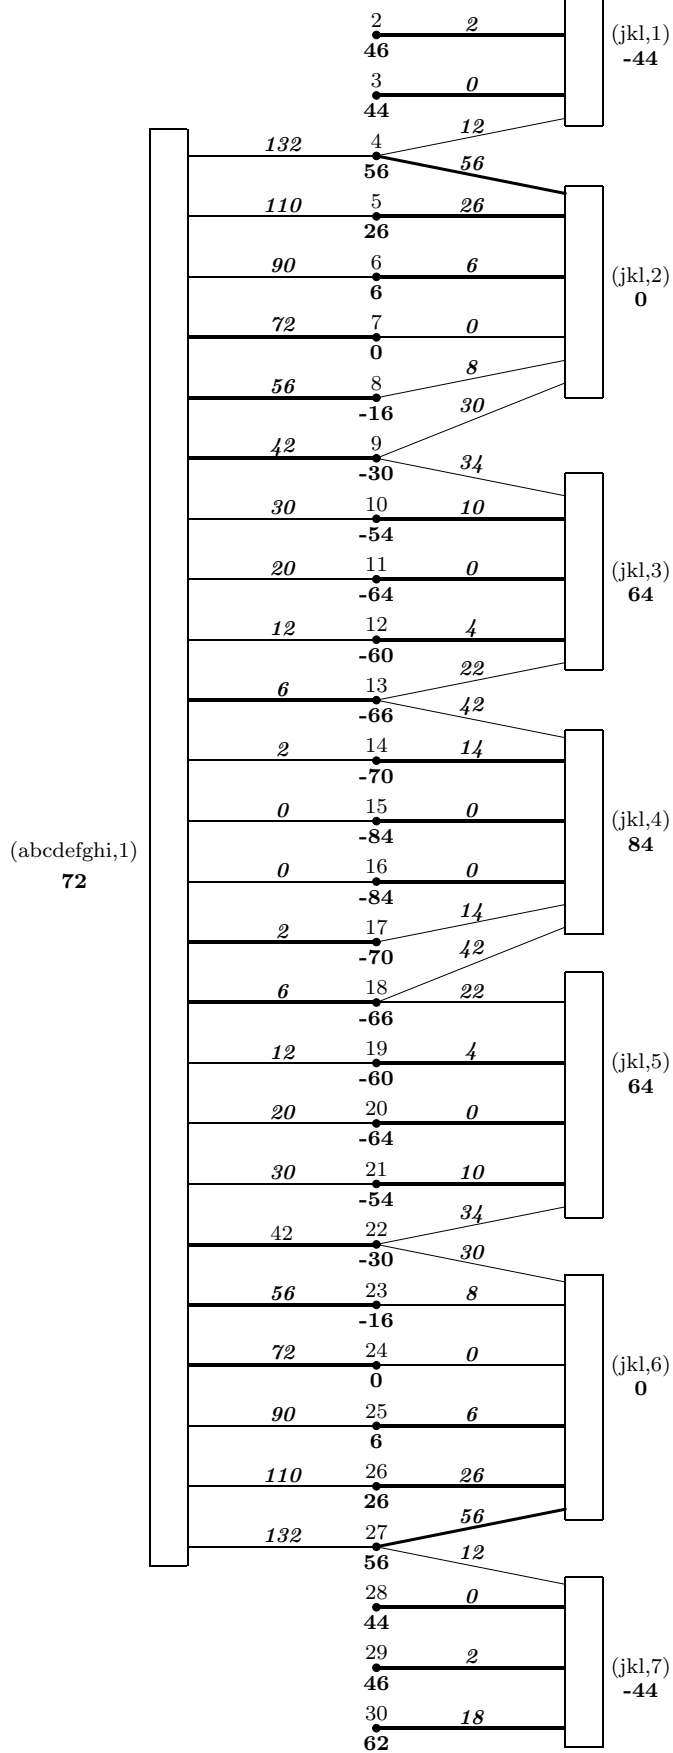 2 2 (jkl,1)
46 -44
3 0
44
12
132 4
56 56
110 5 26
26
90 6 6 (jkl,2)
6 0
72 7 0
0
56 8 8
-16
30
42 9
-30 34
30 10 10
-54
20 11 0 (jkl,3)
-64 64
12 12 4
-60
22
6 13
-66 42
2 14 14
-70
0 15 0 (jkl,4)
-84 84
(abcdefghi,1)
72
0 16 0
-84
14
2 17
-70 42
6 18 22
-66
12 19 4 (jkl,5)
-60 64
20 20 0
-64
30 21 10
-54
34
42 22
-30 30
56 23 8
-16
72 24 0 (jkl,6)
0 0
90 25 6
6
110 26 26
26
56
132 27
56 12
28 0
44
29 2 (jkl,7)
46 -44
30 18
62